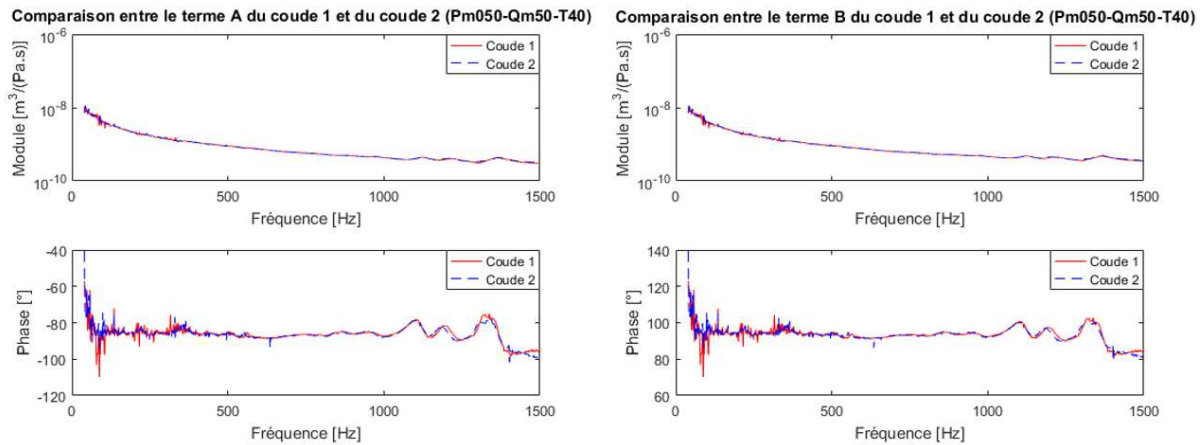 Comparaison entre le terme A du coude 1 et du coude 2 (Pm050-Qm50-T40)
Module [m³/(Pa.s)]
10⁻⁶
10⁻⁸
10⁻¹⁰
Coude 1
Coude 2
0 500 1000 1500
Fréquence [Hz]
Phase [°]
-40
-60
-80
-100
-120
Coude 1
Coude 2
0 500 1000 1500
Fréquence [Hz]
Comparaison entre le terme B du coude 1 et du coude 2 (Pm050-Qm50-T40)
Module [m³/(Pa.s)]
10⁻⁶
10⁻⁸
10⁻¹⁰
Coude 1
Coude 2
0 500 1000 1500
Fréquence [Hz]
Phase [°]
140
120
100
80
60
Coude 1
Coude 2
0 500 1000 1500
Fréquence [Hz]